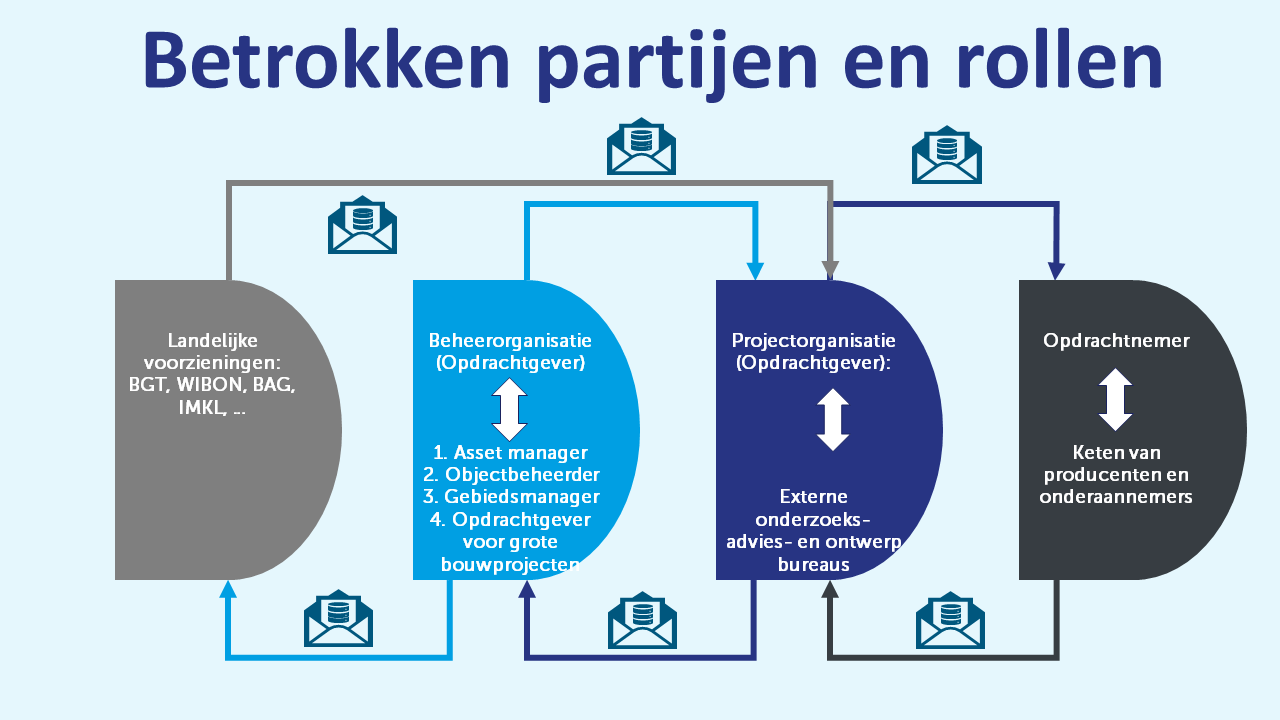 Betrokken partijen en rollen
Landelijke
voorzieningen:
BGT, WIBON, BAG,
IMKL, ...
Beheerorganisatie
(Opdrachtgever)
1. Asset manager
2. Objectbeheerder
3. Gebiedsmanager
4. Opdrachtgever
voor grote
bouwprojecten
Projectorganisatie
(Opdrachtgever):
Externe
onderzoeks-
advies- en ontwerp
bureaus
Opdrachtnemer
Keten van
producenten en
onderaannemers